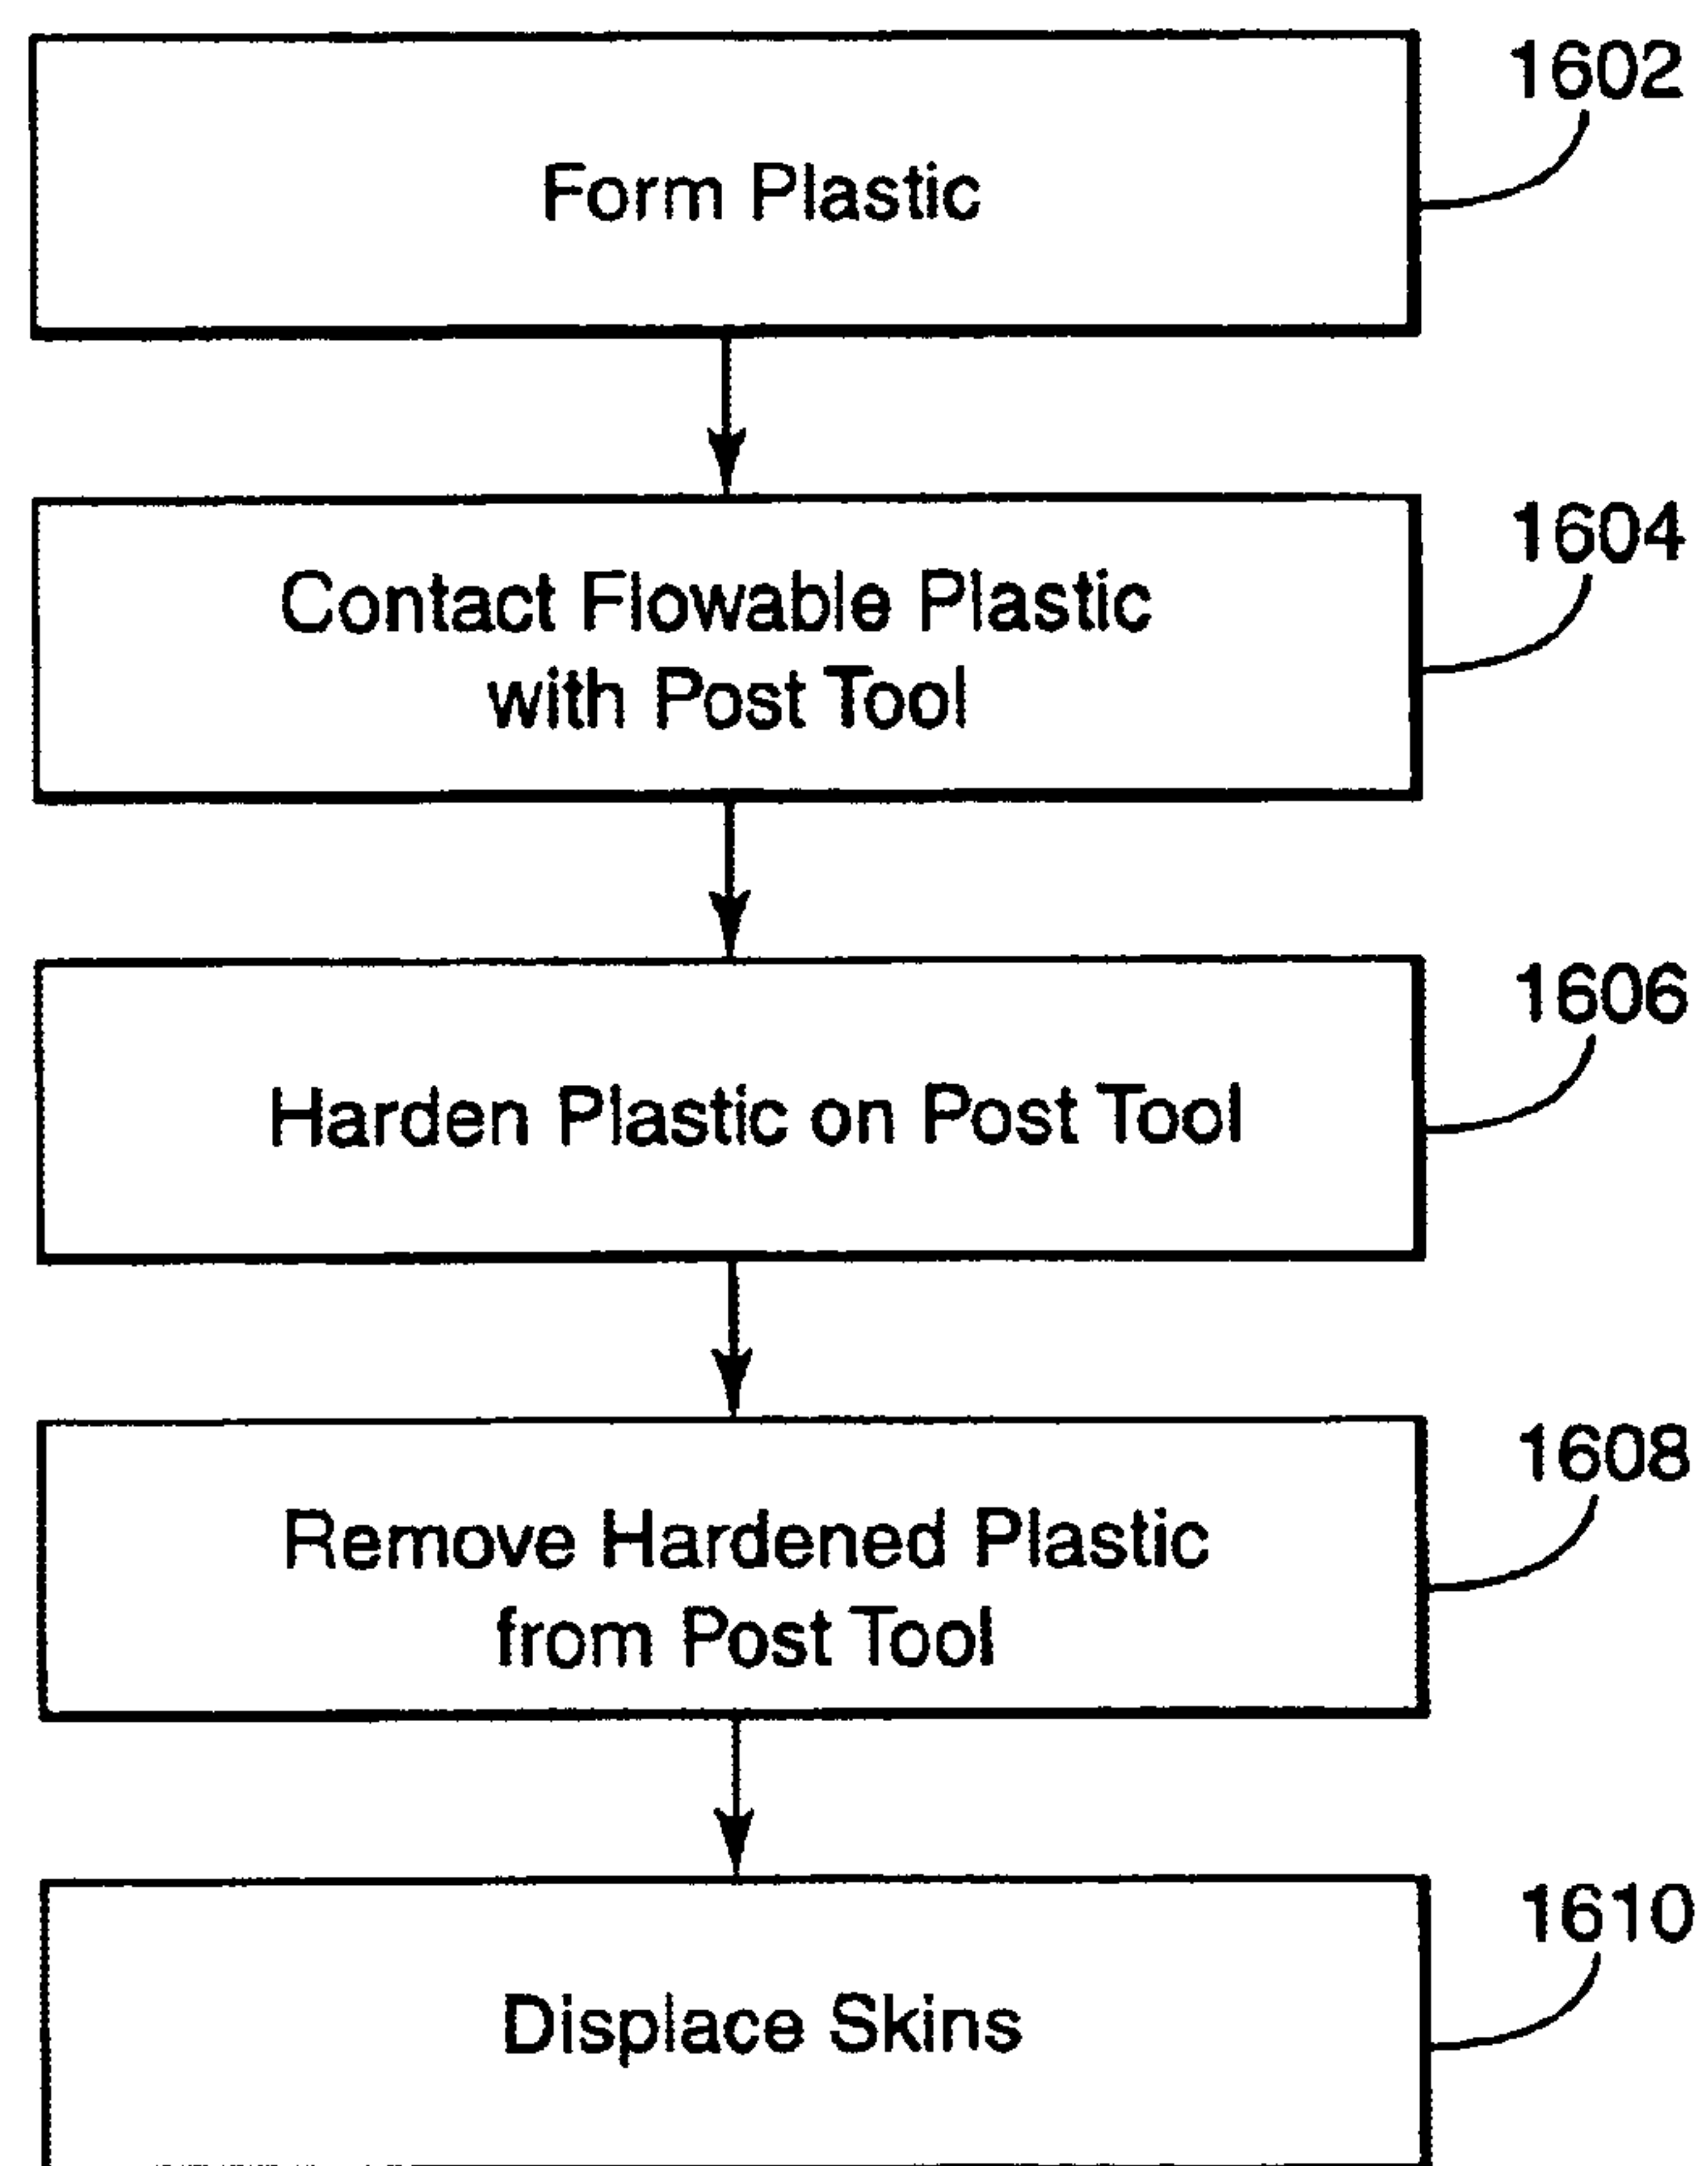 1602
Form Plastic
1604
Contact Flowable Plastic
with Post Tool
1606
Harden Plastic on Post Tool
1608
Remove Hardened Plastic
from Post Tool
1610
Displace Skins